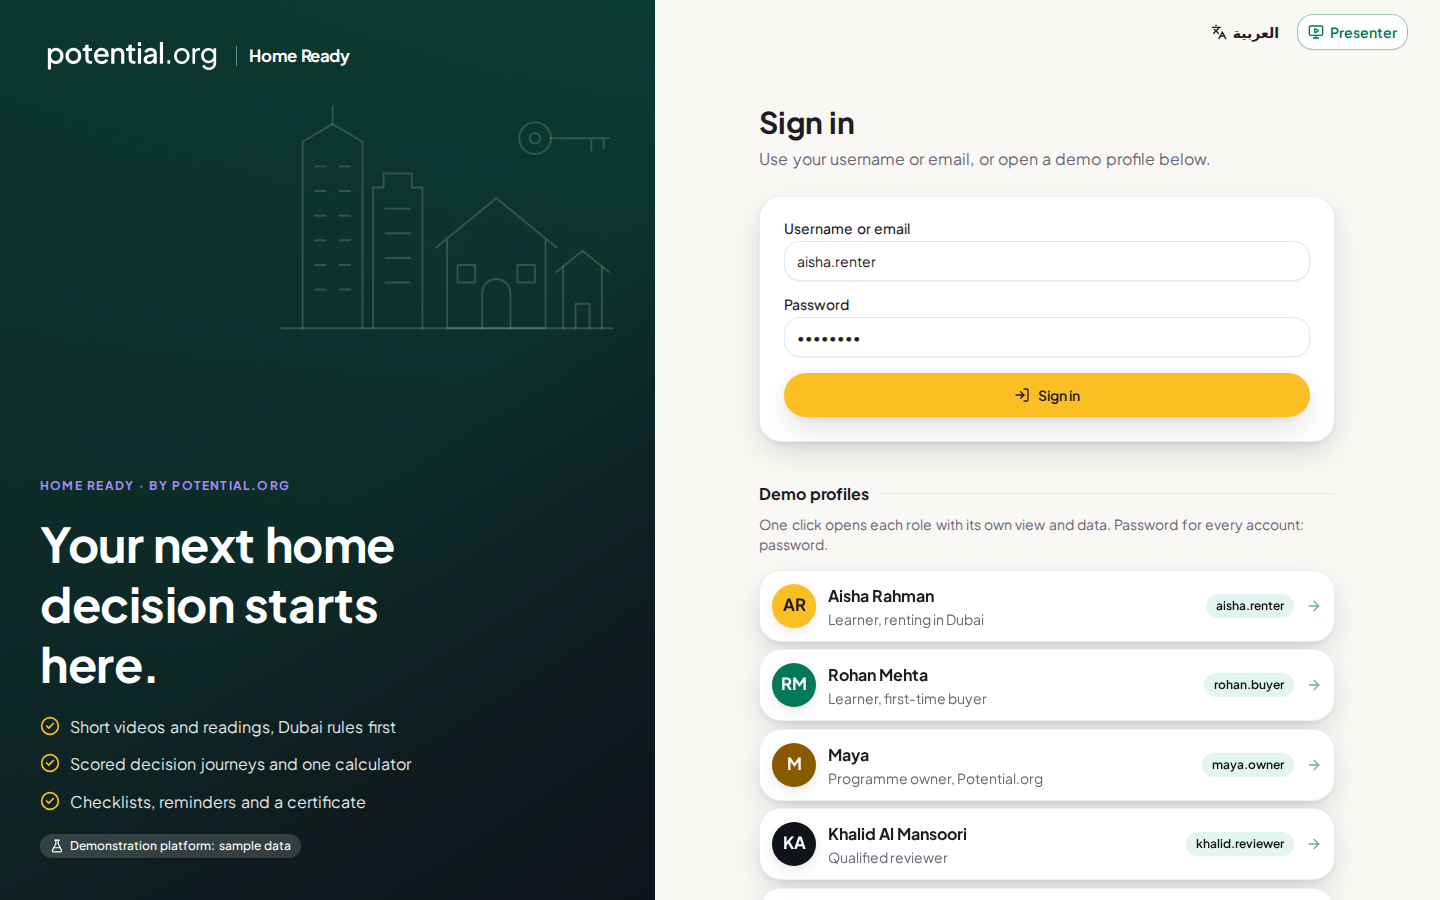 potential.org
Home Ready
العربية
Presenter
HOME READY · BY POTENTIAL.ORG
Your next home
decision starts
here.
Short videos and readings, Dubai rules first
Scored decision journeys and one calculator
Checklists, reminders and a certificate
Demonstration platform: sample data
Sign in
Use your username or email, or open a demo profile below.
Username or email
aisha.renter
Password
••••••••
Sign in
Demo profiles
One click opens each role with its own view and data. Password for every account:
password.
AR
Aisha Rahman
Learner, renting in Dubai
aisha.renter
RM
Rohan Mehta
Learner, first-time buyer
rohan.buyer
M
Maya
Programme owner, Potential.org
maya.owner
KA
Khalid Al Mansoori
Qualified reviewer
khalid.reviewer